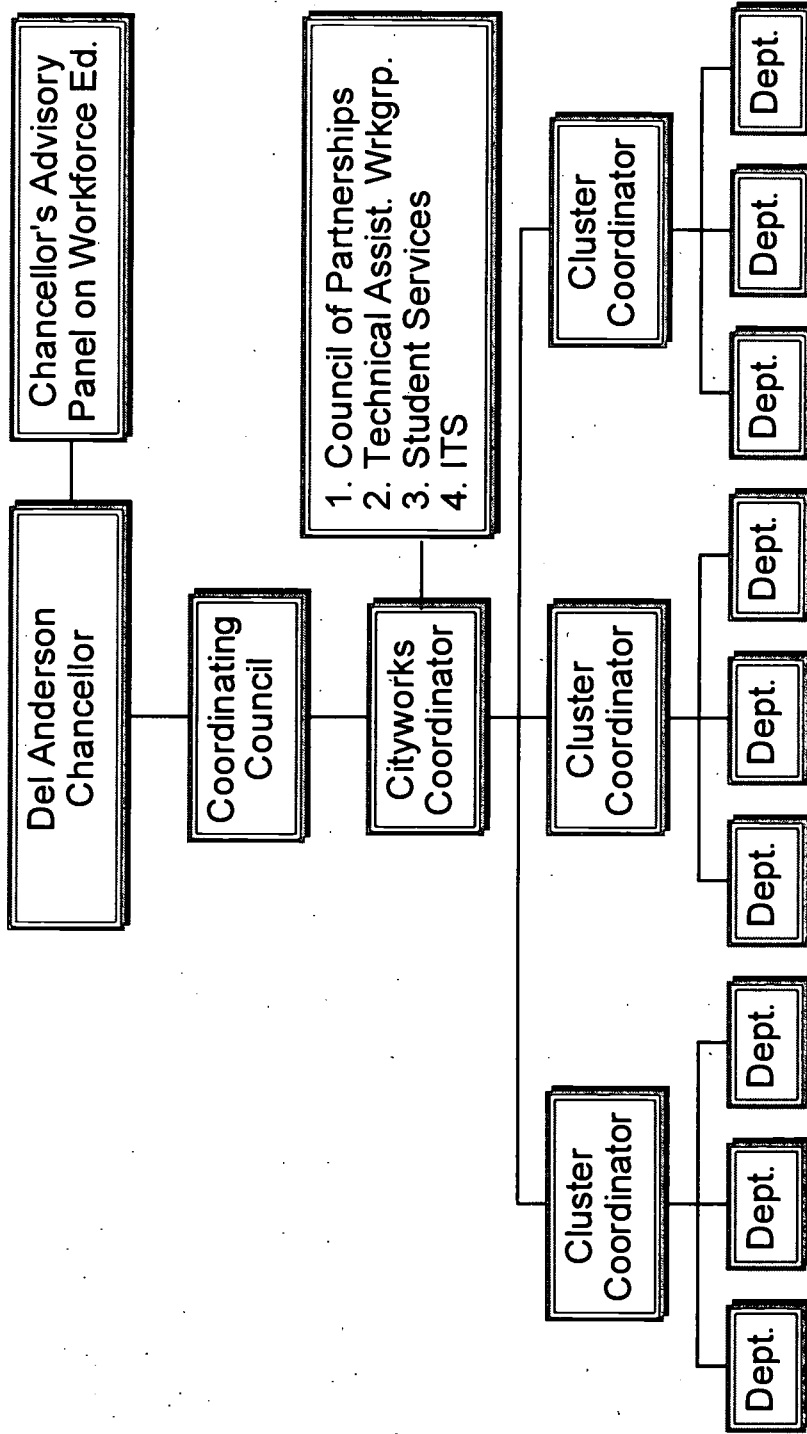 Del Anderson
Chancellor
Chancellor's Advisory
Panel on Workforce Ed.
Coordinating
Council
Cityworks
Coordinator
1. Council of Partnerships
2. Technical Assist. Wrkgrp.
3. Student Services
4. ITS
Cluster
Coordinator
Cluster
Coordinator
Cluster
Coordinator
Dept.
Dept.
Dept.
Dept.
Dept.
Dept.
Dept.
Dept.
Dept.